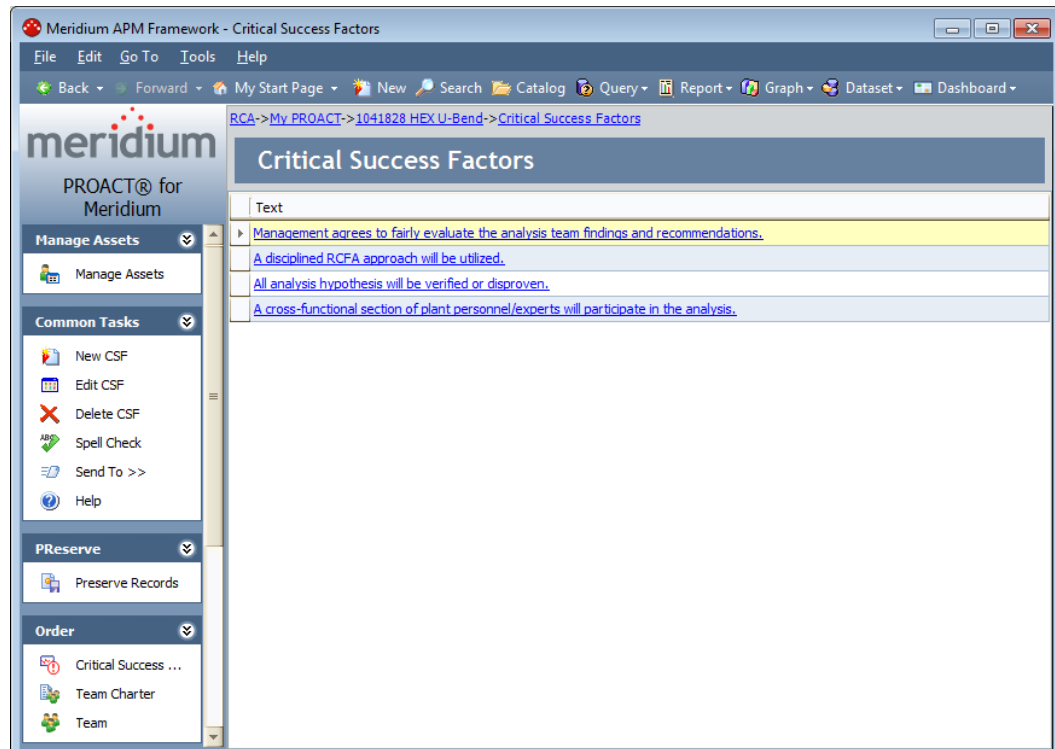 Meridium APM Framework - Critical Success Factors
File Edit Go To Tools Help
Back Forward My Start Page New Search Catalog Query Report Graph Dataset Dashboard
meridium
PROACT® for
Meridium
RCA->My PROACT->1041828 HEX U-Bend->Critical Success Factors
Critical Success Factors
Text
Management agrees to fairly evaluate the analysis team findings and recommendations.
A disciplined RCFA approach will be utilized.
All analysis hypothesis will be verified or disproven.
A cross-functional section of plant personnel/experts will participate in the analysis.
Manage Assets
Manage Assets
Common Tasks
New CSF
Edit CSF
Delete CSF
ABC
Spell Check
Send To >>
Help
PReserve
Preserve Records
Order
Critical Success ...
Team Charter
Team